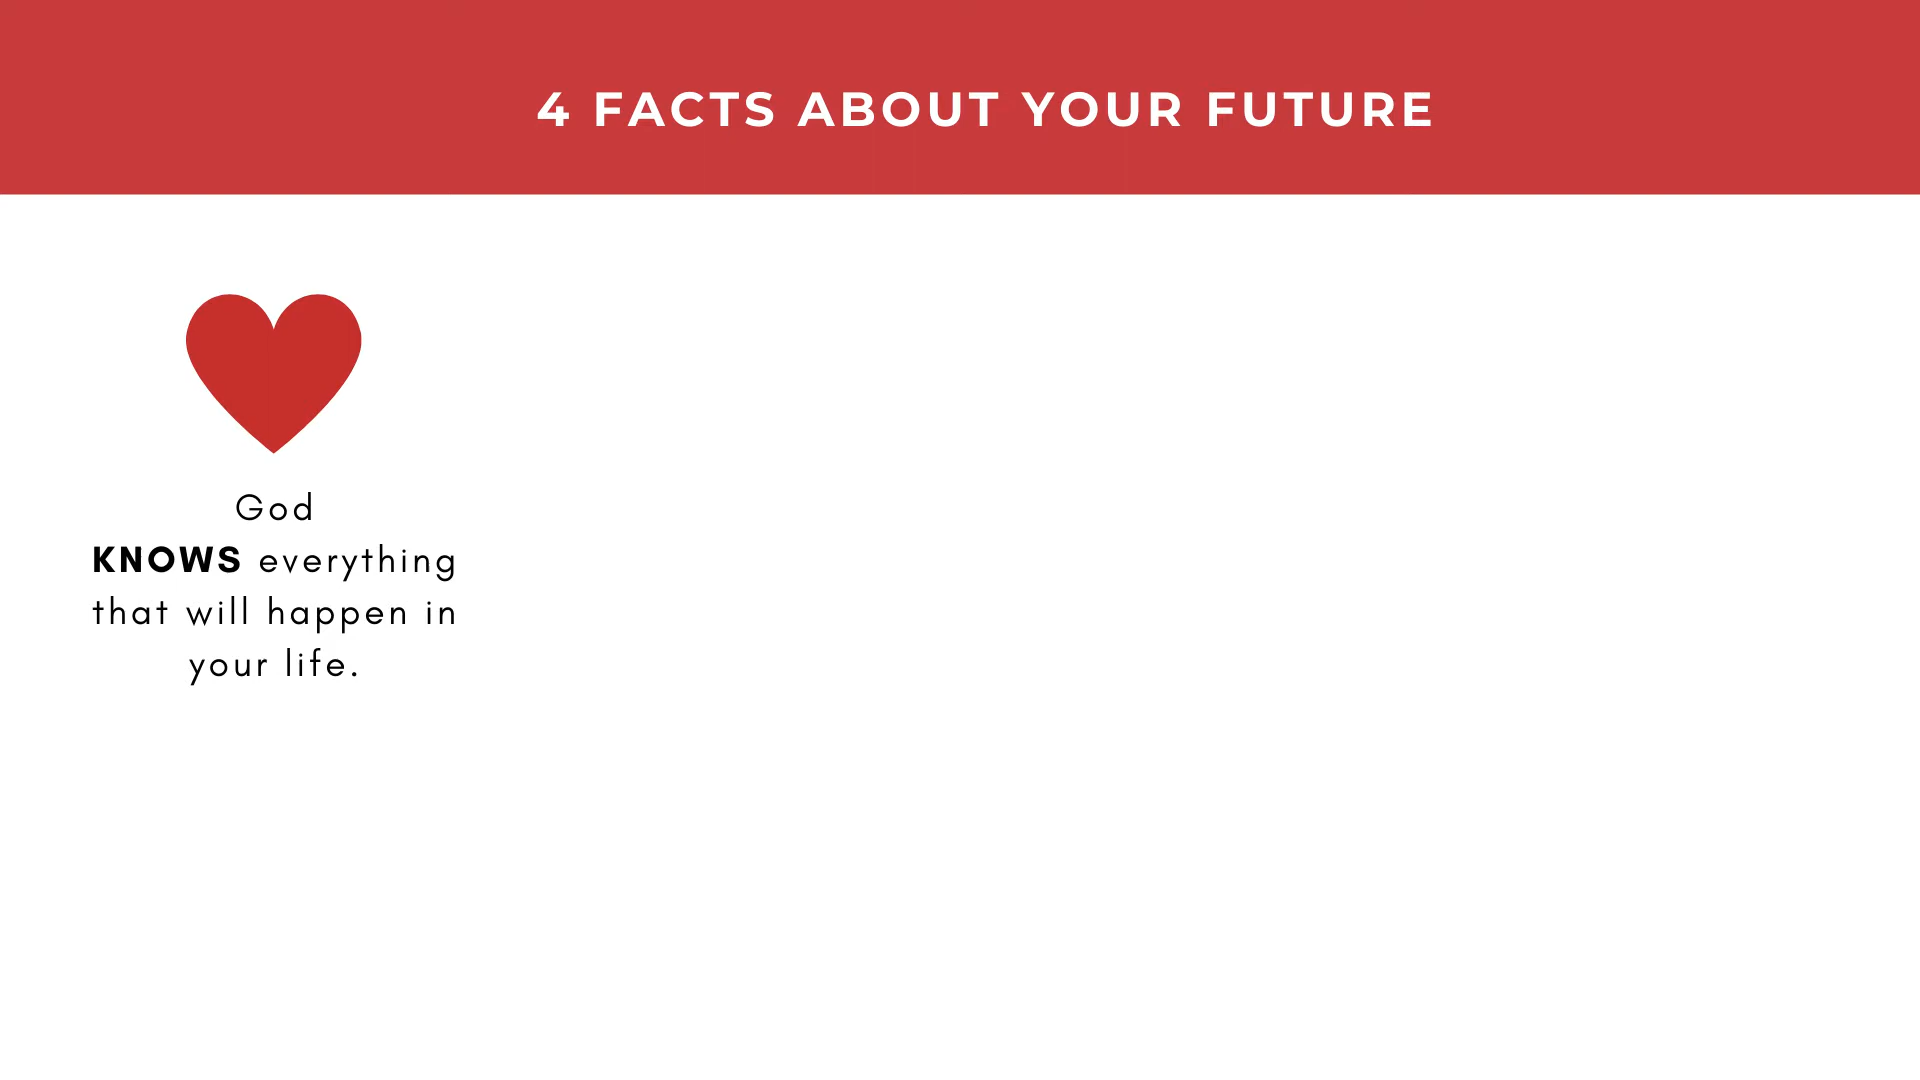 4 FACTS ABOUT YOUR FUTURE
God
KNOWS everything
that will happen in
your life.